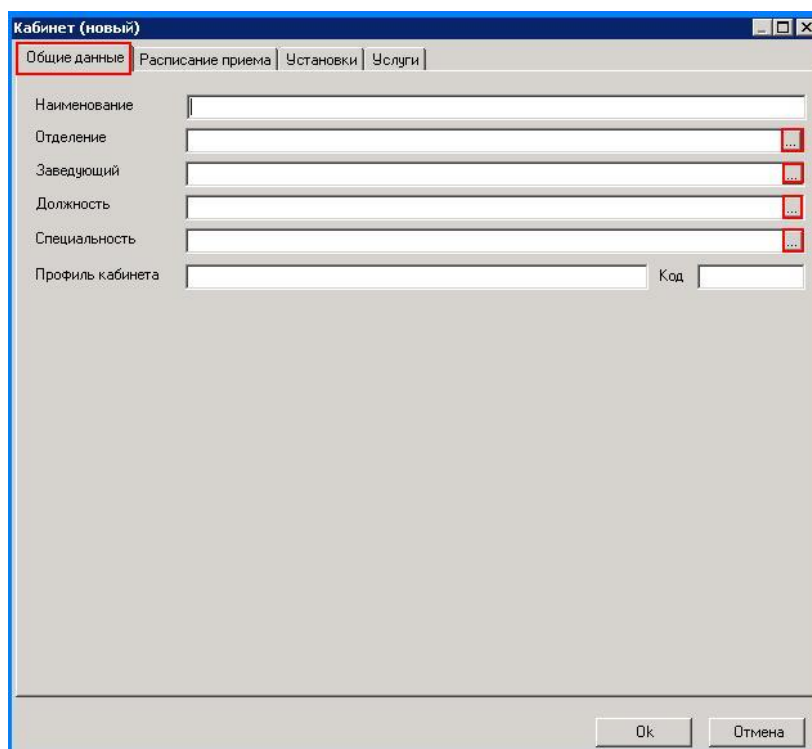 Кабинет (новый)
Общие данные Расписание приема Установки Услуги
Наименование
Отделение ...
Заведующий ...
Должность ...
Специальность ...
Профиль кабинета Код
Ok Отмена